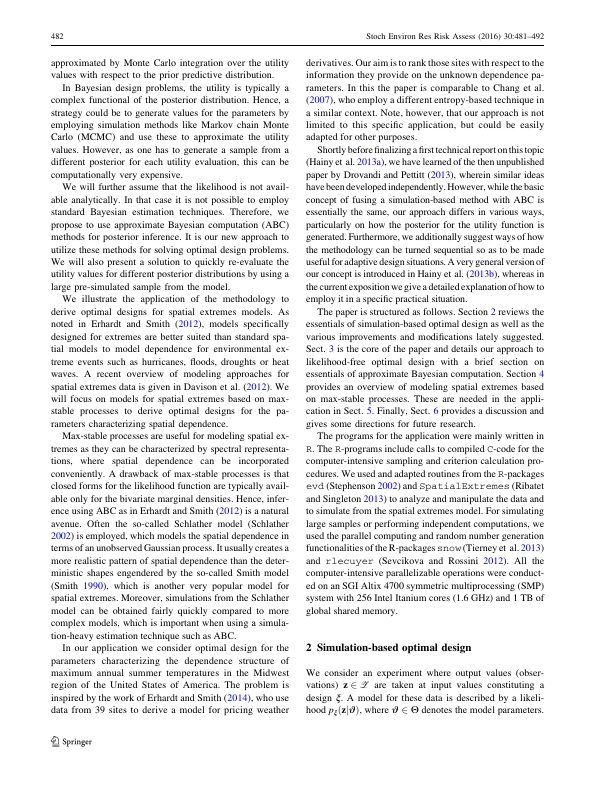 482
Stoch Environ Res Risk Assess (2016) 30:481–492
approximated by Monte Carlo integration over the utility
values with respect to the prior predictive distribution.
In Bayesian design problems, the utility is typically a
complex functional of the posterior distribution. Hence, a
strategy could be to generate values for the parameters by
employing simulation methods like Markov chain Monte
Carlo (MCMC) and use these to approximate the utility
values. However, as one has to generate a sample from a
different posterior for each utility evaluation, this can be
computationally very expensive.
We will further assume that the likelihood is not avail-
able analytically. In that case it is not possible to employ
standard Bayesian estimation techniques. Therefore, we
propose to use approximate Bayesian computation (ABC)
methods for posterior inference. It is our new approach to
utilize these methods for solving optimal design problems.
We will also present a solution to quickly re-evaluate the
utility values for different posterior distributions by using a
large pre-simulated sample from the model.
We illustrate the application of the methodology to
derive optimal designs for spatial extremes models. As
noted in Erhardt and Smith (2012), models specifically
designed for extremes are better suited than standard spa-
tial models to model dependence for environmental ex-
treme events such as hurricanes, floods, droughts or heat
waves. A recent overview of modeling approaches for
spatial extremes data is given in Davison et al. (2012). We
will focus on models for spatial extremes based on max-
stable processes to derive optimal designs for the pa-
rameters characterizing spatial dependence.
Max-stable processes are useful for modeling spatial ex-
tremes as they can be characterized by spectral representa-
tions, where spatial dependence can be incorporated
conveniently. A drawback of max-stable processes is that
closed forms for the likelihood function are typically avail-
able only for the bivariate marginal densities. Hence, infer-
ence using ABC as in Erhardt and Smith (2012) is a natural
avenue. Often the so-called Schlather model (Schlather
2002) is employed, which models the spatial dependence in
terms of an unobserved Gaussian process. It usually creates a
more realistic pattern of spatial dependence than the deter-
ministic shapes engendered by the so-called Smith model
(Smith 1990), which is another very popular model for
spatial extremes. Moreover, simulations from the Schlather
model can be obtained fairly quickly compared to more
complex models, which is important when using a simula-
tion-heavy estimation technique such as ABC.
In our application we consider optimal design for the
parameters characterizing the dependence structure of
maximum annual summer temperatures in the Midwest
region of the United States of America. The problem is
inspired by the work of Erhardt and Smith (2014), who use
data from 39 sites to derive a model for pricing weather
derivatives. Our aim is to rank those sites with respect to the
information they provide on the unknown dependence pa-
rameters. In this the paper is comparable to Chang et al.
(2007), who employ a different entropy-based technique in
a similar context. Note, however, that our approach is not
limited to this specific application, but could be easily
adapted for other purposes.
Shortly before finalizing a first technical report on this topic
(Hainy et al. 2013a), we have learned of the then unpublished
paper by Drovandi and Pettitt (2013), wherein similar ideas
have been developed independently. However, while the basic
concept of fusing a simulation-based method with ABC is
essentially the same, our approach differs in various ways,
particularly on how the posterior for the utility function is
generated. Furthermore, we additionally suggest ways of how
the methodology can be turned sequential so as to be made
useful for adaptive design situations. A very general version of
our concept is introduced in Hainy et al. (2013b), whereas in
the current exposition we give a detailed explanation of how to
employ it in a specific practical situation.
The paper is structured as follows. Section 2 reviews the
essentials of simulation-based optimal design as well as the
various improvements and modifications lately suggested.
Sect. 3 is the core of the paper and details our approach to
likelihood-free optimal design with a brief section on
essentials of approximate Bayesian computation. Section 4
provides an overview of modeling spatial extremes based
on max-stable processes. These are needed in the appli-
cation in Sect. 5. Finally, Sect. 6 provides a discussion and
gives some directions for future research.
The programs for the application were mainly written in
R. The R-programs include calls to compiled C-code for the
computer-intensive sampling and criterion calculation pro-
cedures. We used and adapted routines from the R-packages
evd (Stephenson 2002) and SpatialExtremes (Ribatet
and Singleton 2013) to analyze and manipulate the data and
to simulate from the spatial extremes model. For simulating
large samples or performing independent computations, we
used the parallel computing and random number generation
functionalities of the R-packages snow (Tierney et al. 2013)
and rlecuyer (Sevcikova and Rossini 2012). All the
computer-intensive parallelizable operations were conduct-
ed on an SGI Altix 4700 symmetric multiprocessing (SMP)
system with 256 Intel Itanium cores (1.6 GHz) and 1 TB of
global shared memory.
2 Simulation-based optimal design
We consider an experiment where output values (obser-
vations) z ∈ 𝒵 are taken at input values constituting a
design ξ. A model for these data is described by a likeli-
hood pξ(z|ϑ), where ϑ ∈ Θ denotes the model parameters.
Springer